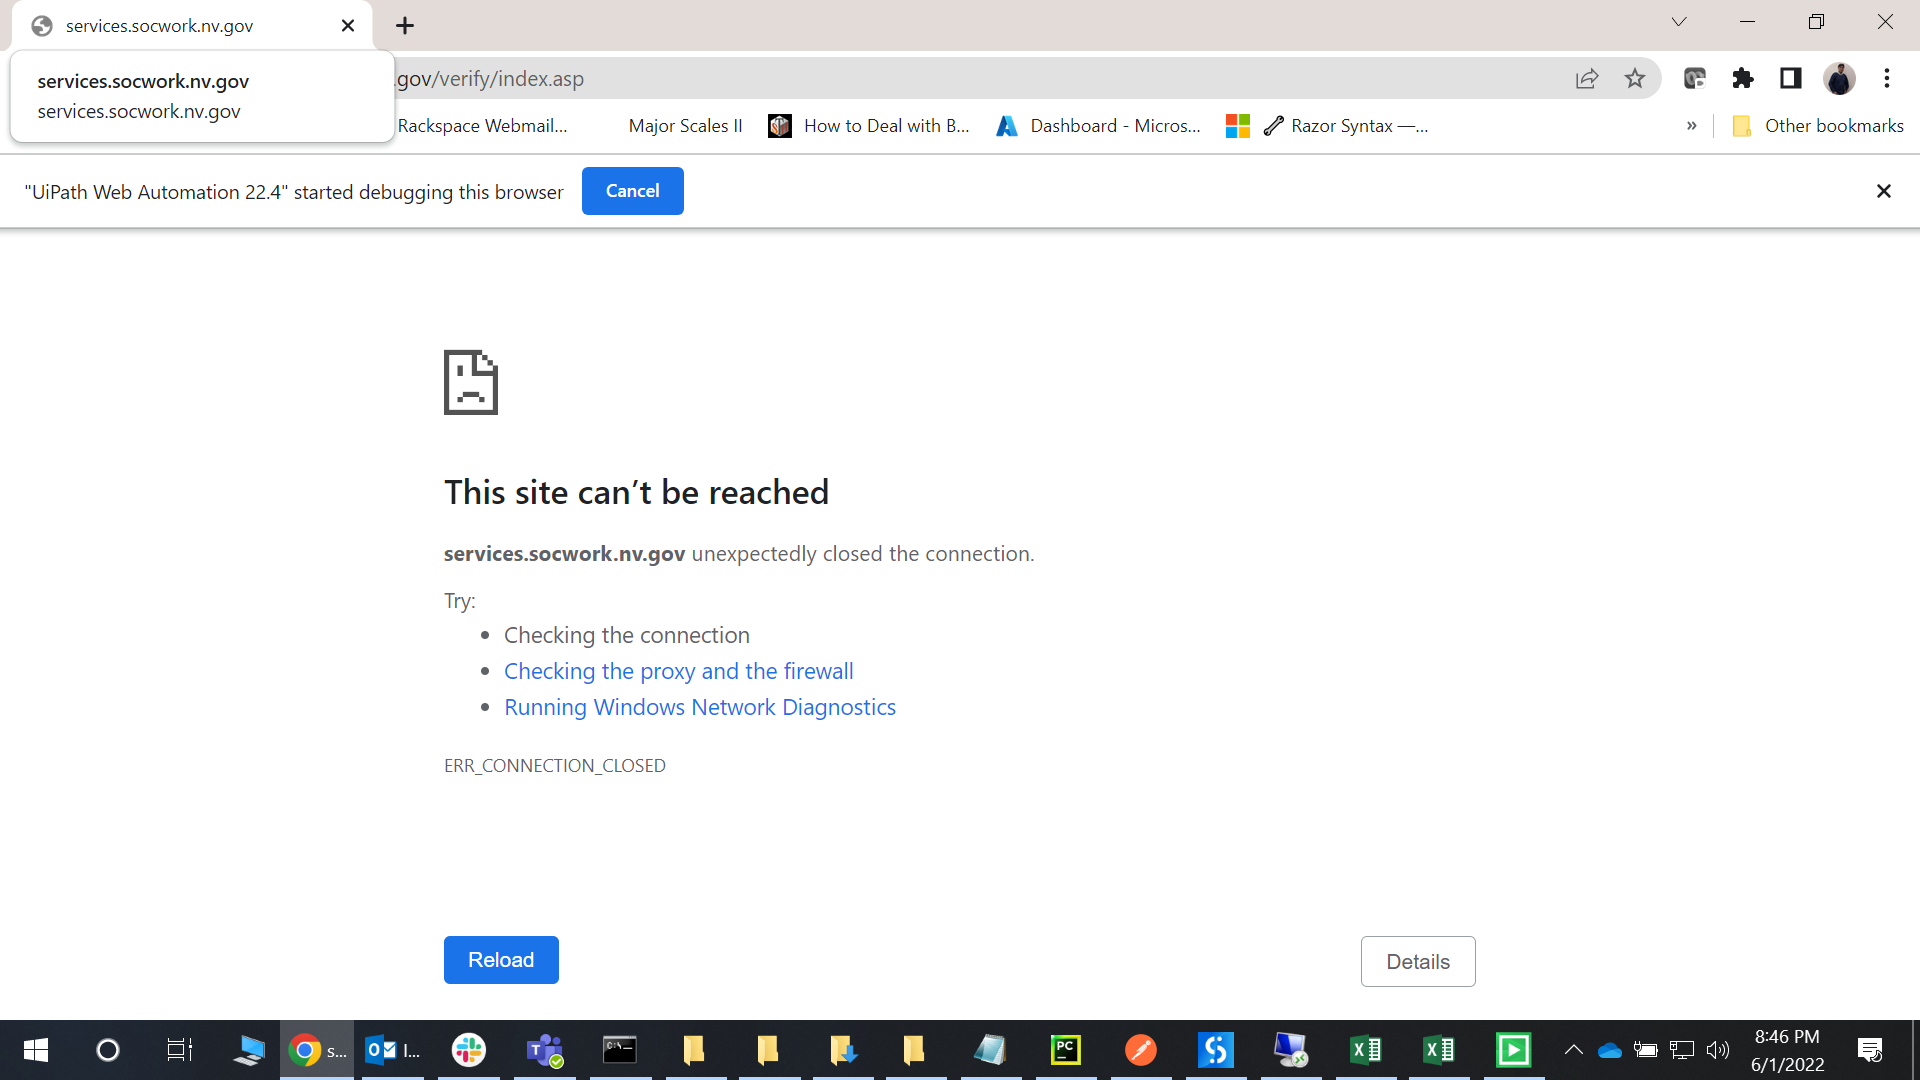 services.socwork.nv.gov
services.socwork.nv.gov
services.socwork.nv.gov
.gov/verify/index.asp
Rackspace Webmail...
Major Scales II
How to Deal with B...
Dashboard - Micros...
Razor Syntax —...
»
Other bookmarks
"UiPath Web Automation 22.4" started debugging this browser
Cancel
This site can’t be reached
services.socwork.nv.gov unexpectedly closed the connection.
Try:
• Checking the connection
• Checking the proxy and the firewall
• Running Windows Network Diagnostics
ERR_CONNECTION_CLOSED
Reload
Details
s...
I...
PC
8:46 PM
6/1/2022